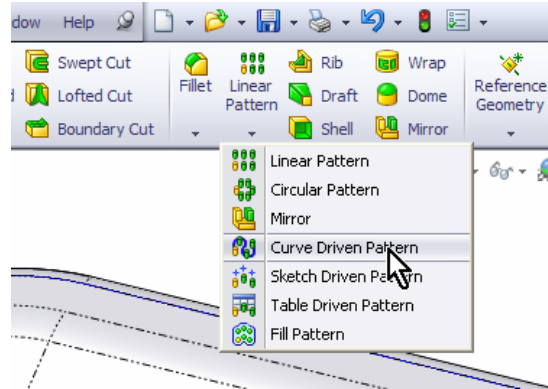 dow Help
Swept Cut Fillet Linear Pattern Rib Wrap Reference Geometry
Lofted Cut Draft Dome
Boundary Cut Shell Mirror
Linear Pattern
Circular Pattern
Mirror
Curve Driven Pattern
Sketch Driven Pattern
Table Driven Pattern
Fill Pattern